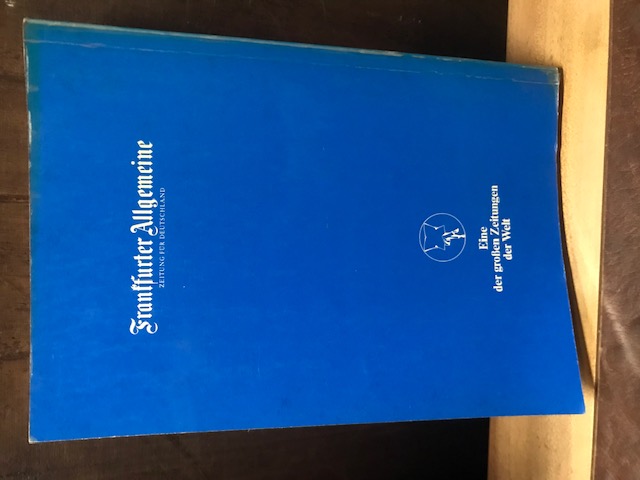 Frankfurter Allgemeine
ZEITUNG FÜR DEUTSCHLAND
Eine
der großen Zeitungen
der Welt